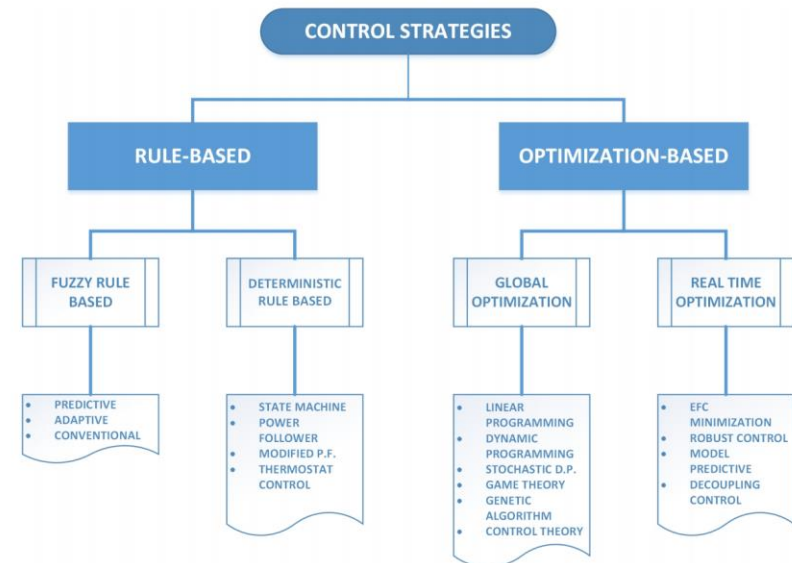 CONTROL STRATEGIES
RULE-BASED
OPTIMIZATION-BASED
FUZZY RULE
BASED
DETERMINISTIC
RULE BASED
GLOBAL
OPTIMIZATION
REAL TIME
OPTIMIZATION
• PREDICTIVE
• ADAPTIVE
• CONVENTIONAL
• STATE MACHINE
• POWER
FOLLOWER
• MODIFIED P.F.
• THERMOSTAT
CONTROL
• LINEAR
PROGRAMMING
• DYNAMIC
PROGRAMMING
• STOCHASTIC D.P.
• GAME THEORY
• GENETIC
ALGORITHM
• CONTROL THEORY
• EFC
MINIMIZATION
• ROBUST CONTROL
• MODEL
PREDICTIVE
• DECOUPLING
CONTROL